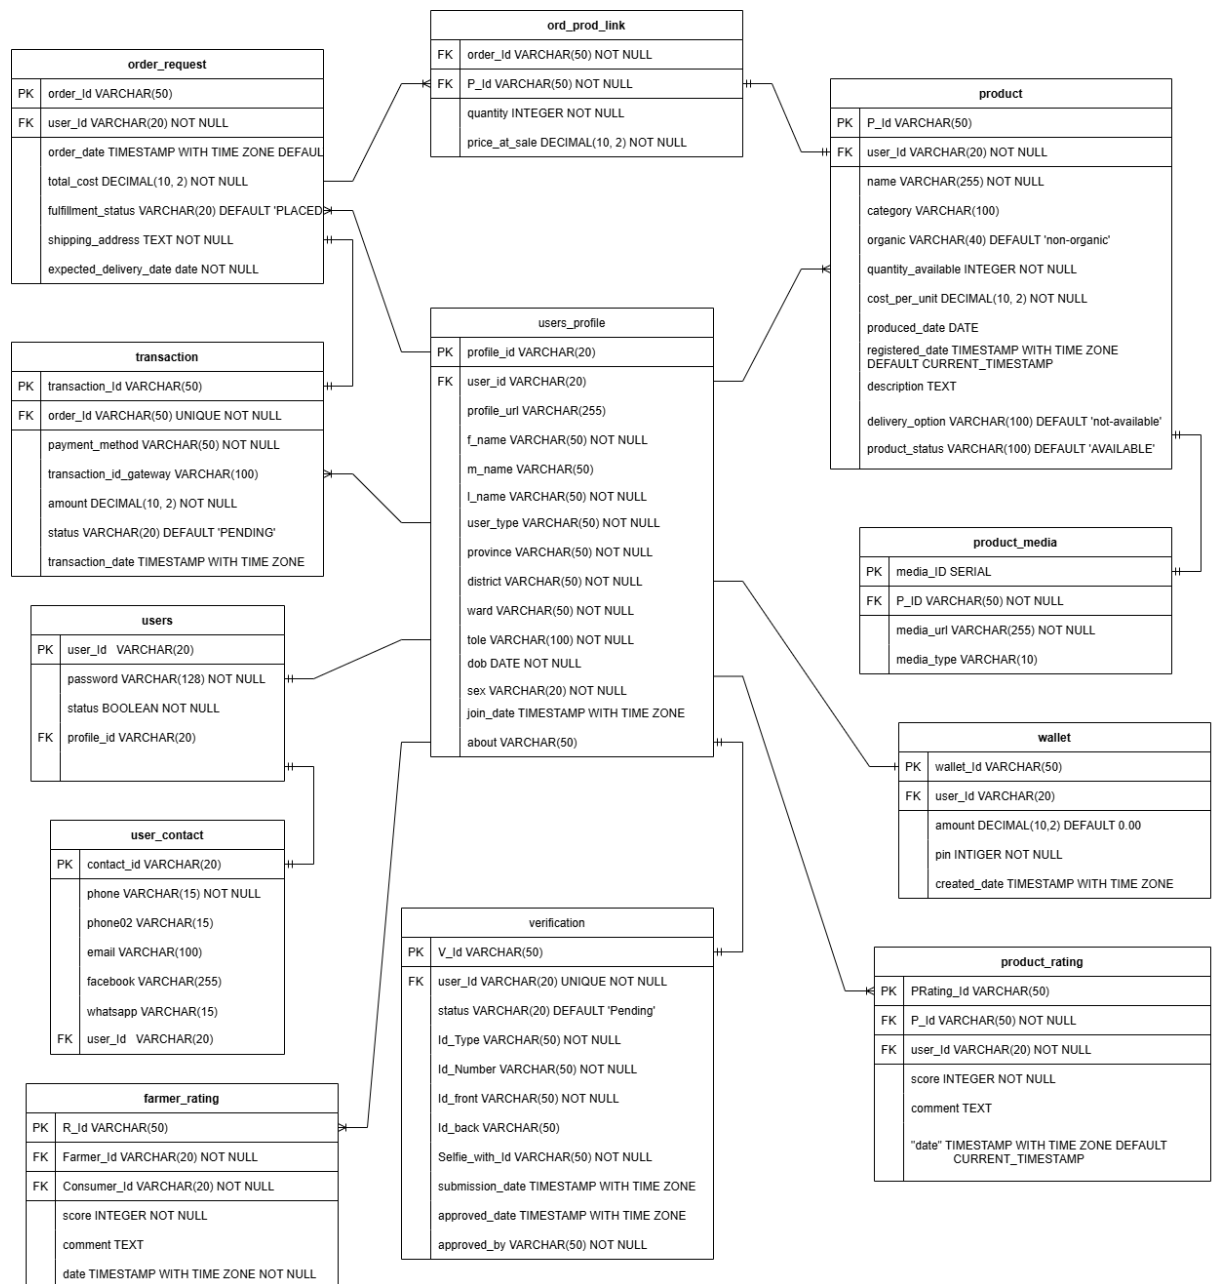 order_request
PK order_Id VARCHAR(50)
FK user_Id VARCHAR(20) NOT NULL
order_date TIMESTAMP WITH TIME ZONE DEFAUL
total_cost DECIMAL(10, 2) NOT NULL
fulfillment_status VARCHAR(20) DEFAULT 'PLACED
shipping_address TEXT NOT NULL
expected_delivery_date date NOT NULL
ord_prod_link
FK order_Id VARCHAR(50) NOT NULL
FK P_Id VARCHAR(50) NOT NULL
quantity INTEGER NOT NULL
price_at_sale DECIMAL(10, 2) NOT NULL
product
PK P_Id VARCHAR(50)
FK user_Id VARCHAR(20) NOT NULL
name VARCHAR(255) NOT NULL
category VARCHAR(100)
organic VARCHAR(40) DEFAULT 'non-organic'
quantity_available INTEGER NOT NULL
cost_per_unit DECIMAL(10, 2) NOT NULL
produced_date DATE
registered_date TIMESTAMP WITH TIME ZONE
DEFAULT CURRENT_TIMESTAMP
description TEXT
delivery_option VARCHAR(100) DEFAULT 'not-available'
product_status VARCHAR(100) DEFAULT 'AVAILABLE'
transaction
PK transaction_Id VARCHAR(50)
FK order_Id VARCHAR(50) UNIQUE NOT NULL
payment_method VARCHAR(50) NOT NULL
transaction_id_gateway VARCHAR(100)
amount DECIMAL(10, 2) NOT NULL
status VARCHAR(20) DEFAULT 'PENDING'
transaction_date TIMESTAMP WITH TIME ZONE
users_profile
PK profile_id VARCHAR(20)
FK user_id VARCHAR(20)
profile_url VARCHAR(255)
f_name VARCHAR(50) NOT NULL
m_name VARCHAR(50)
l_name VARCHAR(50) NOT NULL
user_type VARCHAR(50) NOT NULL
province VARCHAR(50) NOT NULL
district VARCHAR(50) NOT NULL
ward VARCHAR(50) NOT NULL
tole VARCHAR(100) NOT NULL
dob DATE NOT NULL
sex VARCHAR(20) NOT NULL
join_date TIMESTAMP WITH TIME ZONE
about VARCHAR(50)
product_media
PK media_ID SERIAL
FK P_ID VARCHAR(50) NOT NULL
media_url VARCHAR(255) NOT NULL
media_type VARCHAR(10)
users
PK user_Id VARCHAR(20)
password VARCHAR(128) NOT NULL
status BOOLEAN NOT NULL
FK profile_id VARCHAR(20)
wallet
PK wallet_Id VARCHAR(50)
FK user_Id VARCHAR(20)
amount DECIMAL(10,2) DEFAULT 0.00
pin INTIGER NOT NULL
created_date TIMESTAMP WITH TIME ZONE
user_contact
PK contact_id VARCHAR(20)
phone VARCHAR(15) NOT NULL
phone02 VARCHAR(15)
email VARCHAR(100)
facebook VARCHAR(255)
whatsapp VARCHAR(15)
FK user_Id VARCHAR(20)
verification
PK V_Id VARCHAR(50)
FK user_Id VARCHAR(20) UNIQUE NOT NULL
status VARCHAR(20) DEFAULT 'Pending'
Id_Type VARCHAR(50) NOT NULL
Id_Number VARCHAR(50) NOT NULL
Id_front VARCHAR(50) NOT NULL
Id_back VARCHAR(50)
Selfie_with_Id VARCHAR(50) NOT NULL
submission_date TIMESTAMP WITH TIME ZONE
approved_date TIMESTAMP WITH TIME ZONE
approved_by VARCHAR(50) NOT NULL
product_rating
PK PRating_Id VARCHAR(50)
FK P_Id VARCHAR(50) NOT NULL
FK user_Id VARCHAR(20) NOT NULL
score INTEGER NOT NULL
comment TEXT
"date" TIMESTAMP WITH TIME ZONE DEFAULT
CURRENT_TIMESTAMP
farmer_rating
PK R_Id VARCHAR(50)
FK Farmer_Id VARCHAR(20) NOT NULL
FK Consumer_Id VARCHAR(20) NOT NULL
score INTEGER NOT NULL
comment TEXT
date TIMESTAMP WITH TIME ZONE NOT NULL